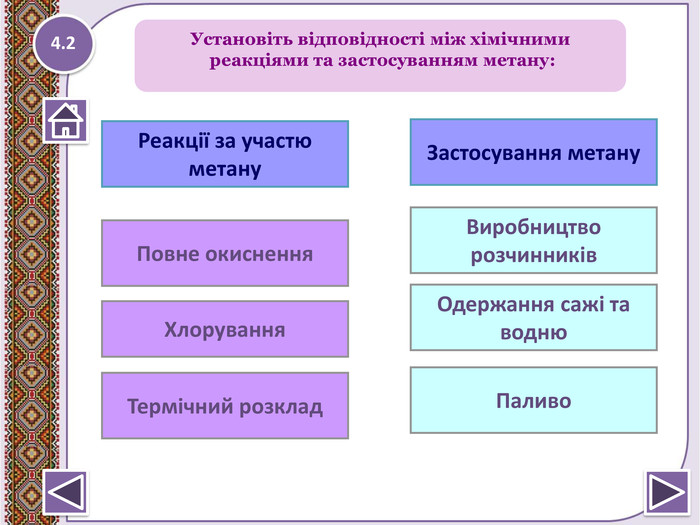 4.2
Установіть відповідності між хімічними
реакціями та застосуванням метану:
Реакції за участю
метану
Застосування метану
Повне окиснення
Виробництво
розчинників
Хлорування
Одержання сажі та
водню
Термічний розклад
Паливо